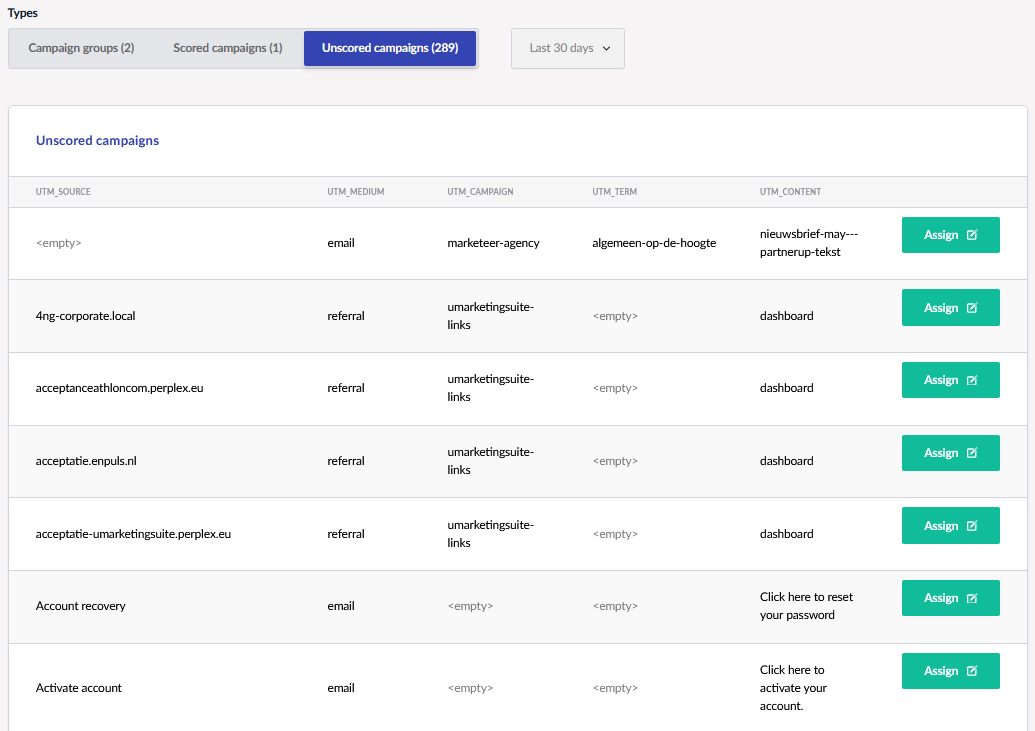 Types
Campaign groups (2) Scored campaigns (1) Unscored campaigns (289) Last 30 days
Unscored campaigns
UTM_SOURCE UTM_MEDIUM UTM_CAMPAIGN UTM_TERM UTM_CONTENT
<empty> email marketeer-agency algemeen-op-de-hoogte nieuwsbrief-may---
partnerup-tekst
Assign
4ng-corporate.local referral umarketingsuite-
links
<empty> dashboard Assign
acceptanceathloncom.perplex.eu referral umarketingsuite-
links
<empty> dashboard Assign
acceptatie.enpuls.nl referral umarketingsuite-
links
<empty> dashboard Assign
acceptatie-umarketingsuite.perplex.eu referral umarketingsuite-
links
<empty> dashboard Assign
Account recovery email <empty> <empty> Click here to reset
your password
Assign
Activate account email <empty> <empty> Click here to
activate your
account.
Assign